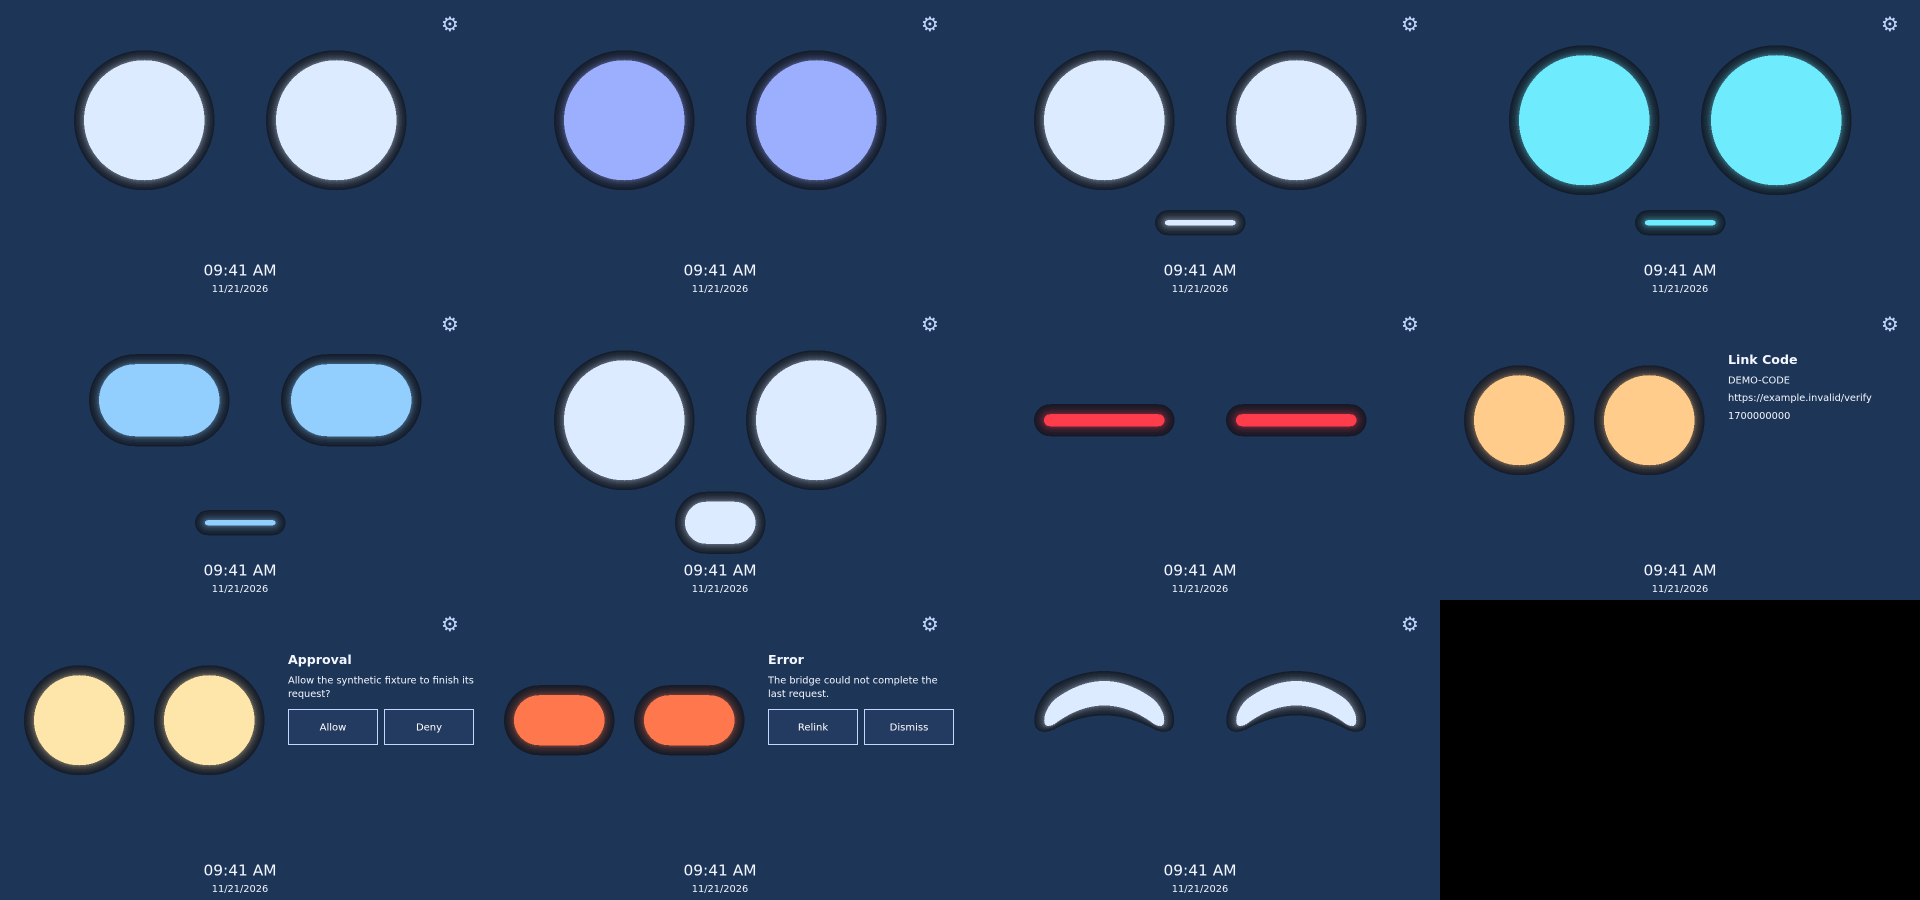 09:41 AM
11/21/2026
09:41 AM
11/21/2026
09:41 AM
11/21/2026
09:41 AM
11/21/2026
09:41 AM
11/21/2026
09:41 AM
11/21/2026
09:41 AM
11/21/2026
Link Code
DEMO-CODE
https://example.invalid/verify
1700000000
09:41 AM
11/21/2026
Approval
Allow the synthetic fixture to finish its
request?
Allow
Deny
09:41 AM
11/21/2026
Error
The bridge could not complete the
last request.
Relink
Dismiss
09:41 AM
11/21/2026
09:41 AM
11/21/2026